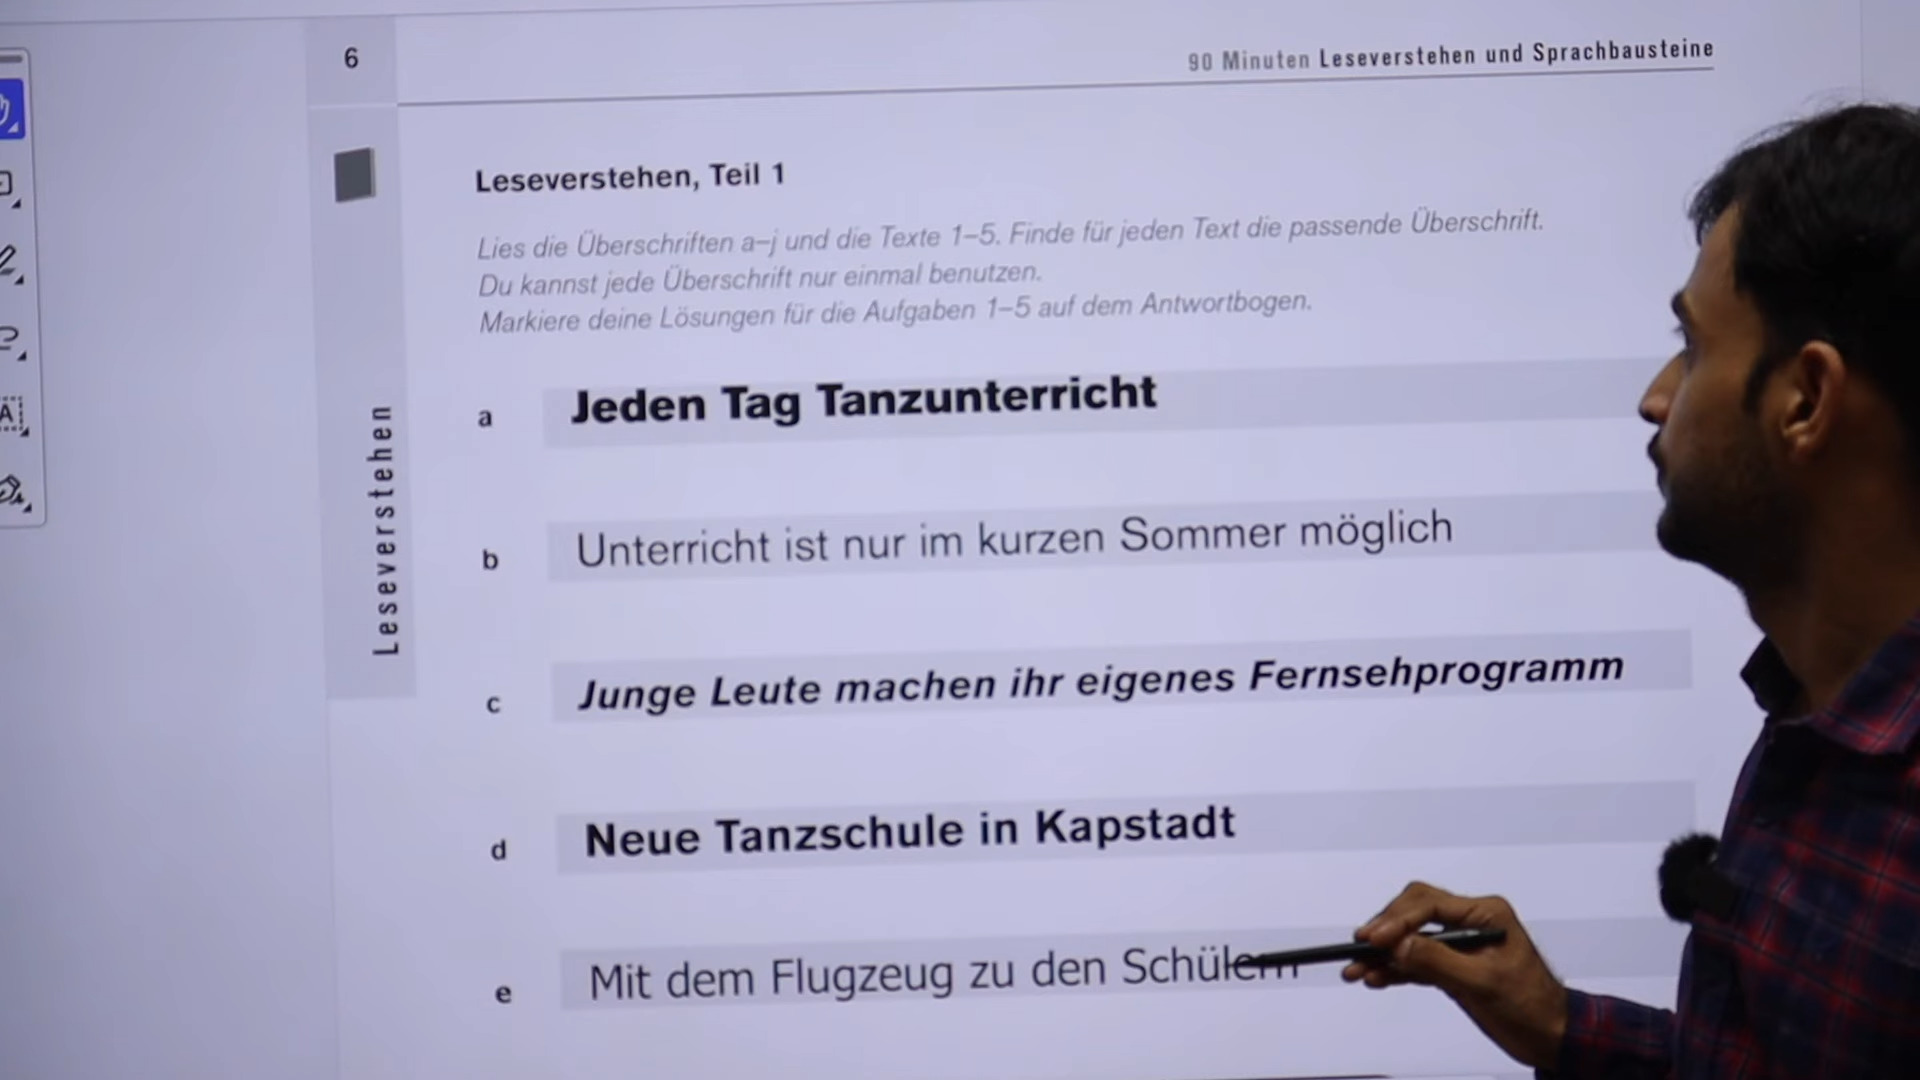 6
90 Minuten Leseverstehen und Sprachbausteine
Leseverstehen, Teil 1
Lies die Überschriften a–j und die Texte 1–5. Finde für jeden Text die passende Überschrift.
Du kannst jede Überschrift nur einmal benutzen.
Markiere deine Lösungen für die Aufgaben 1–5 auf dem Antwortbogen.
Leseverstehen
a Jeden Tag Tanzunterricht
b Unterricht ist nur im kurzen Sommer möglich
c Junge Leute machen ihr eigenes Fernsehprogramm
d Neue Tanzschule in Kapstadt
e Mit dem Flugzeug zu den Schülern